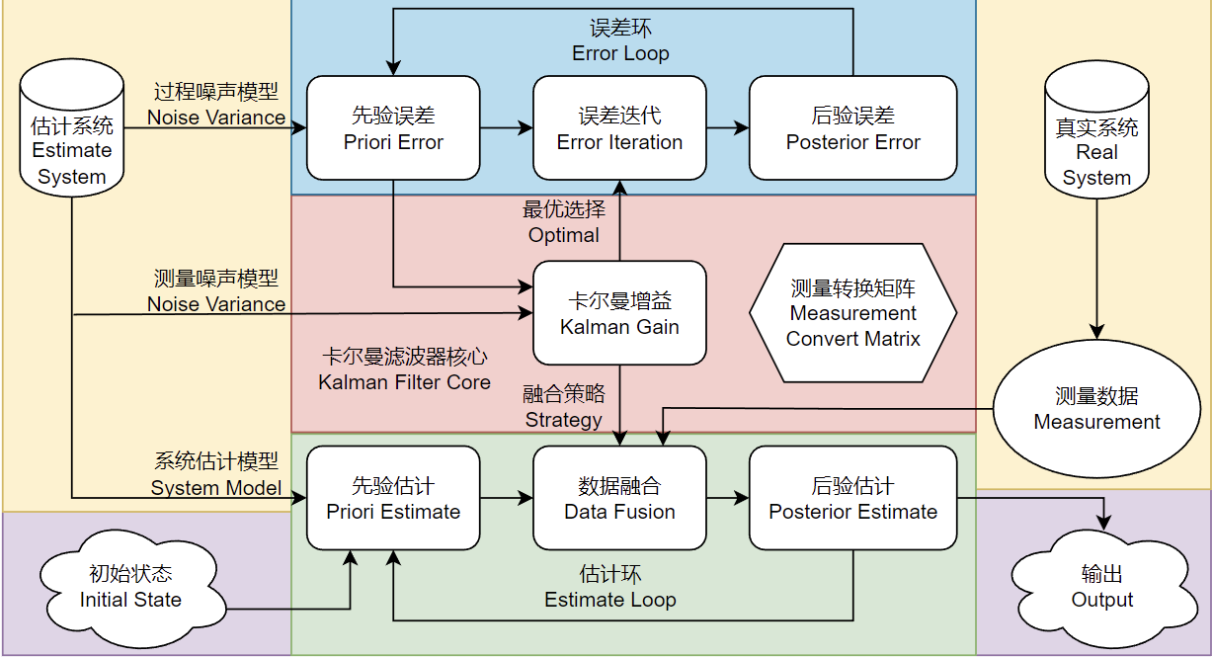 误差环
Error Loop
过程噪声模型
Noise Variance
估计系统
Estimate
System
先验误差
Priori Error
误差迭代
Error Iteration
后验误差
Posterior Error
真实系统
Real
System
最优选择
Optimal
测量噪声模型
Noise Variance
卡尔曼增益
Kalman Gain
测量转换矩阵
Measurement
Convert Matrix
卡尔曼滤波器核心
Kalman Filter Core
融合策略
Strategy
测量数据
Measurement
系统估计模型
System Model
先验估计
Priori Estimate
数据融合
Data Fusion
后验估计
Posterior Estimate
初始状态
Initial State
估计环
Estimate Loop
输出
Output